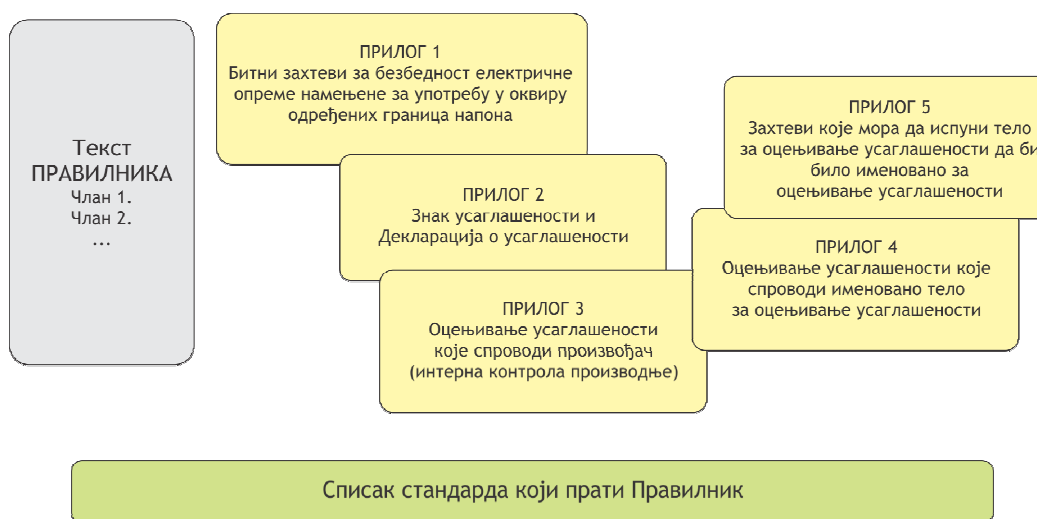 Текст
ПРАВИЛНИКА
Члан 1.
Члан 2.
...
ПРИЛОГ 1
Битни захтеви за безбедност електричне
опреме намењене за употребу у оквиру
одређених граница напона
ПРИЛОГ 2
Знак усаглашености и
Декларација о усаглашености
ПРИЛОГ 3
Оцењивање усаглашености
које спроводи произвођач
(интерна контрола производње)
ПРИЛОГ 4
Оцењивање усаглашености које
спроводи именовано тело
за оцењивање усаглашености
ПРИЛОГ 5
Захтеви које мора да испуни тело
за оцењивање усаглашености да би
било именовано за
оцењивање усаглашености
Списак стандарда који прати Правилник